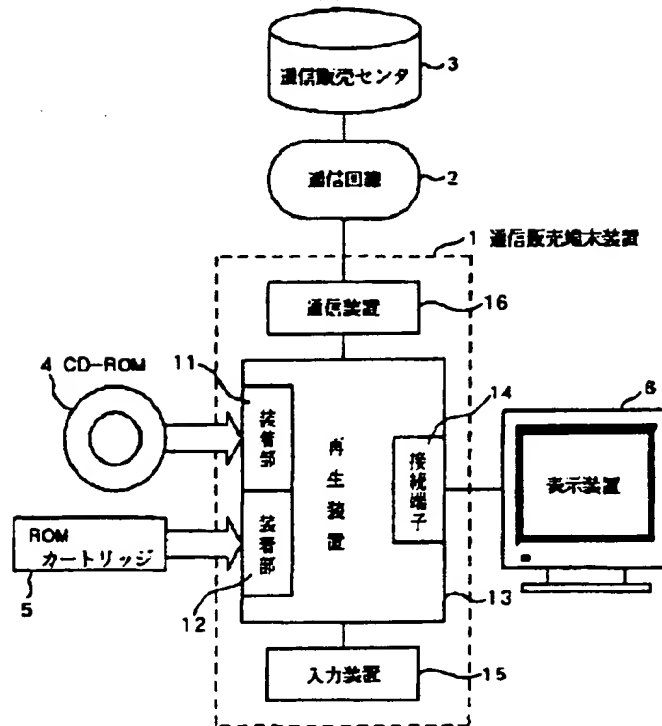 通信販売センタ
3
通信回線
2
1 通信販売端末装置
通信装置
16
4 CD-ROM
11
装着部
再生装置
14
接続端子
6
表示装置
ROM
カートリッジ
5
装着部
12
13
入力装置
15